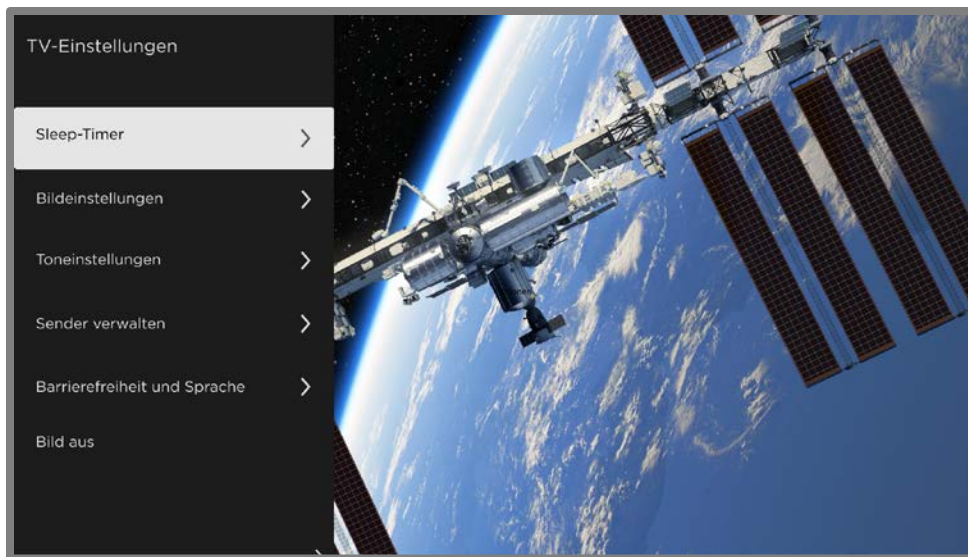 TV-Einstellungen
Sleep-Timer
Bildeinstellungen
Toneinstellungen
Sender verwalten
Barrierefreiheit und Sprache
Bild aus